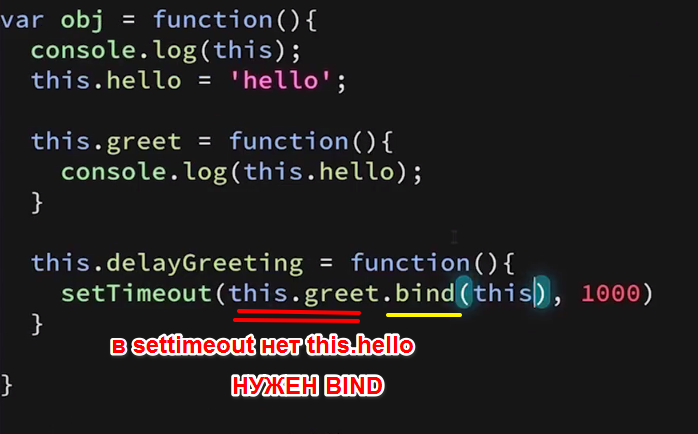 var obj = function(){
console.log(this);
this.hello = 'hello';
this.greet = function(){
console.log(this.hello);
}
this.delayGreeting = function(){
setTimeout(this.greet.bind(this), 1000)
}
в settimeout нет this.hello
НУЖЕН BIND
}